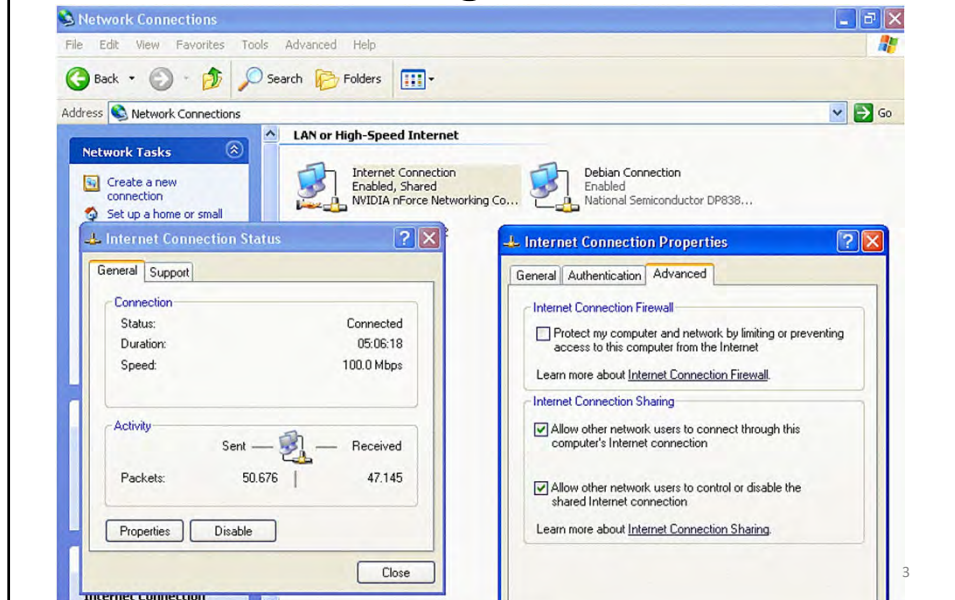 Network Connections
File Edit View Favorites Tools Advanced Help
Back Search Folders
Address Network Connections Go
Network Tasks
Create a new
connection
Set up a home or small
LAN or High-Speed Internet
Internet Connection
Enabled, Shared
NVIDIA nForce Networking Co...
Debian Connection
Enabled
National Semiconductor DP838...
Internet Connection Status
General Support
Connection
Status: Connected
Duration: 05:06:18
Speed: 100.0 Mbps
Activity
Sent Received
Packets: 50.676 47.145
Properties Disable
Close
Internet Connection
Internet Connection Properties
General Authentication Advanced
Internet Connection Firewall
Protect my computer and network by limiting or preventing
access to this computer from the Internet
Learn more about Internet Connection Firewall.
Internet Connection Sharing
Allow other network users to connect through this
computer's Internet connection
Allow other network users to control or disable the
shared Internet connection
Learn more about Internet Connection Sharing.
3